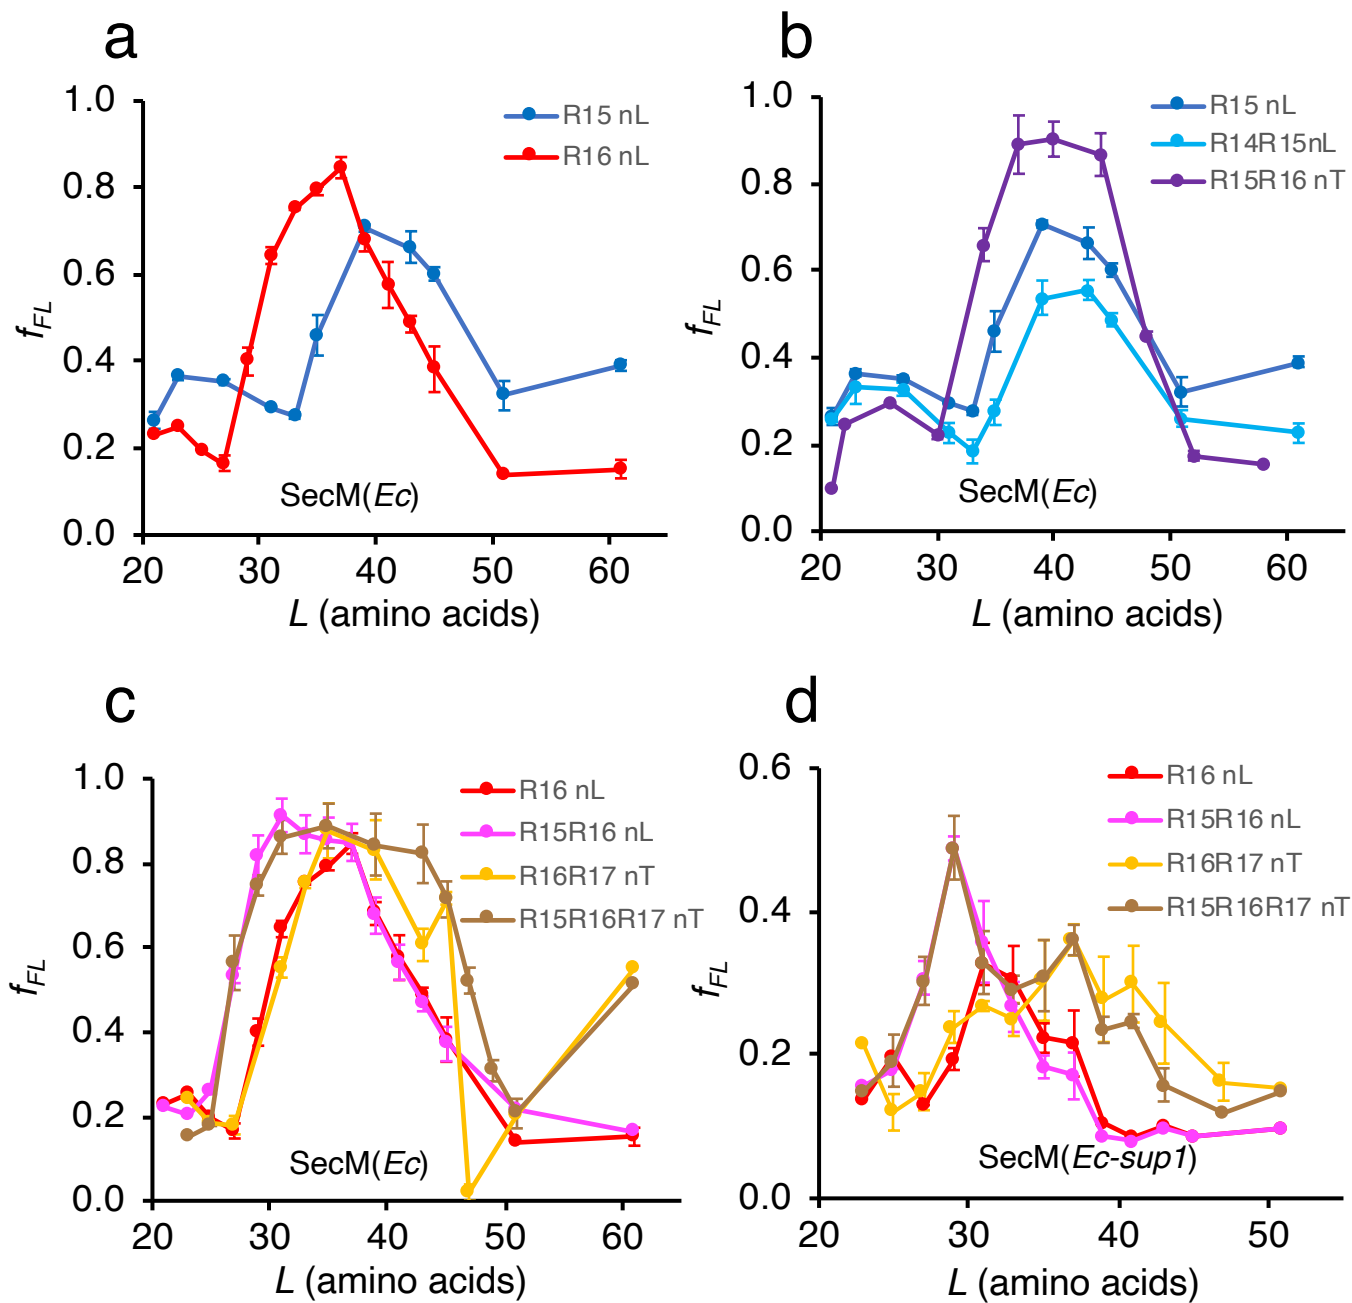 a
1.0
0.8
0.6
0.4
0.2
0.0
fFL
R15 nL
R16 nL
SecM(Ec)
20 30 40 50 60
L (amino acids)
b
1.0
0.8
0.6
0.4
0.2
0.0
fFL
R15 nL
R14R15nL
R15R16 nT
SecM(Ec)
20 30 40 50 60
L (amino acids)
c
1.0
0.8
0.6
0.4
0.2
0.0
fFL
R16 nL
R15R16 nL
R16R17 nT
R15R16R17 nT
SecM(Ec)
20 30 40 50 60
L (amino acids)
d
0.6
0.4
0.2
0.0
fFL
R16 nL
R15R16 nL
R16R17 nT
R15R16R17 nT
SecM(Ec-sup1)
20 30 40 50
L (amino acids)